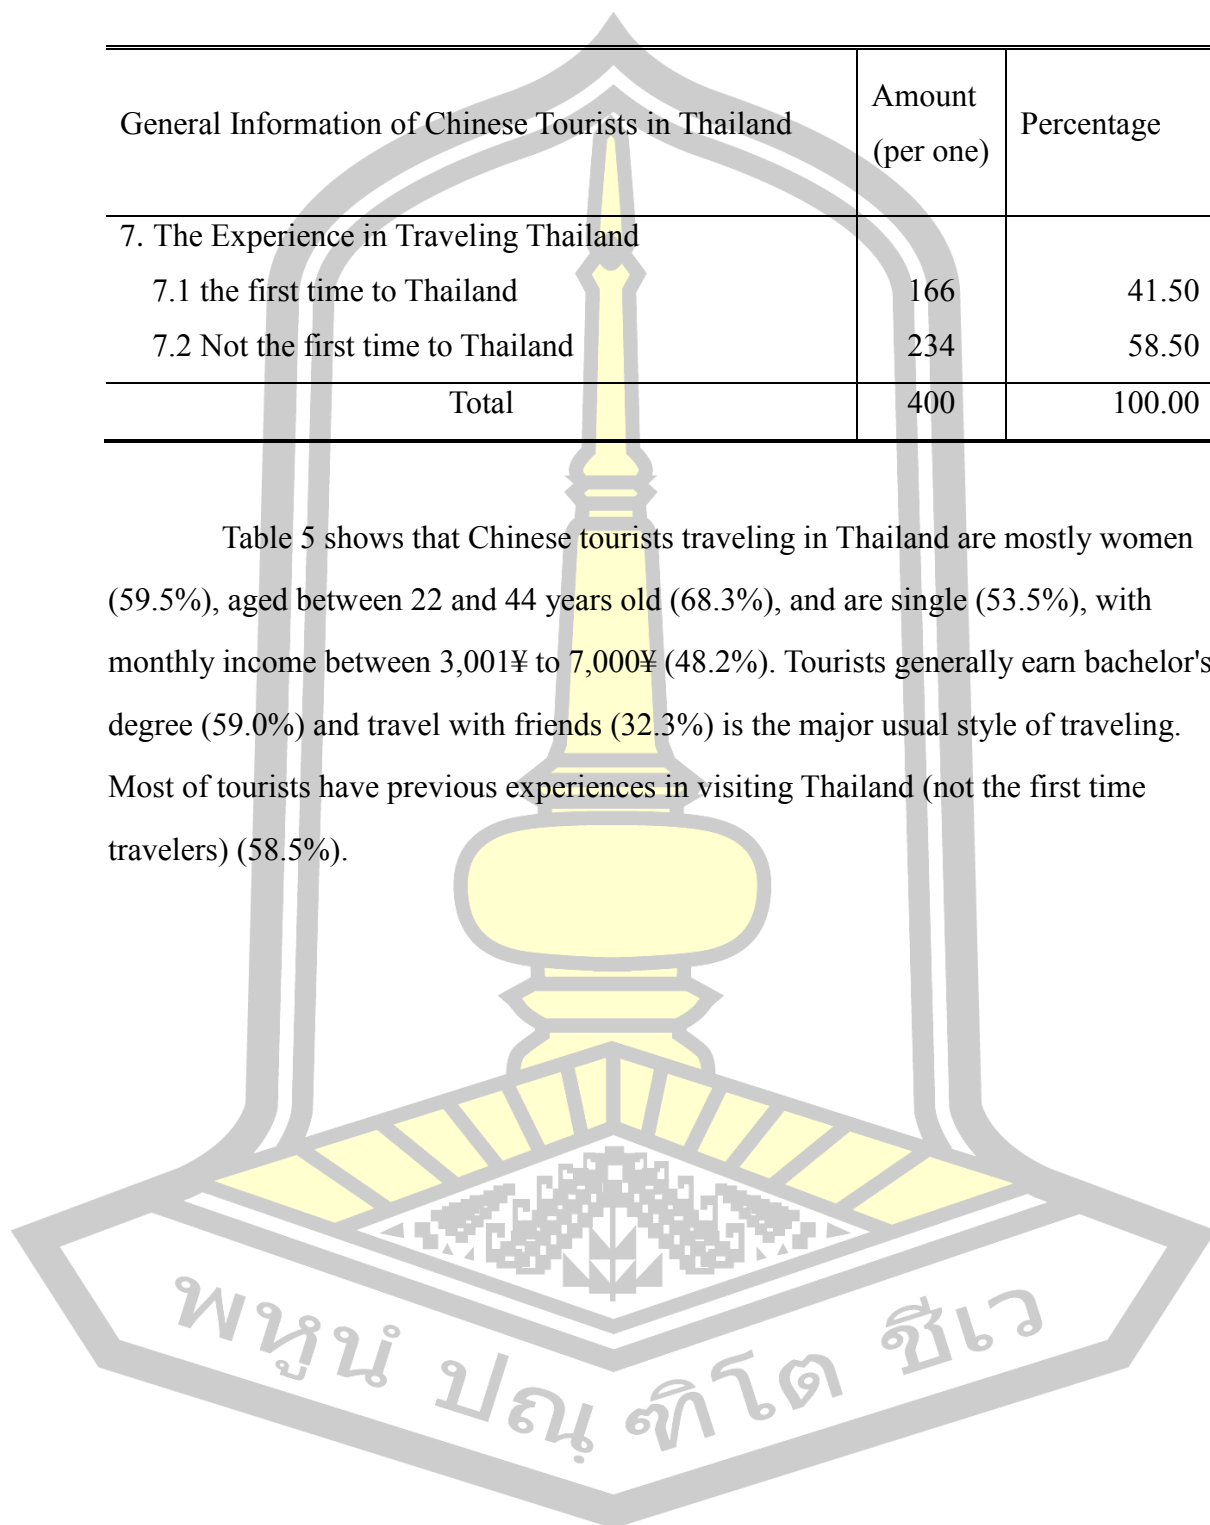 General Information of Chinese Tourists in Thailand Amount (per one) Percentage
7. The Experience in Traveling Thailand
7.1 the first time to Thailand 166 41.50
7.2 Not the first time to Thailand 234 58.50
Total 400 100.00
Table 5 shows that Chinese tourists traveling in Thailand are mostly women
(59.5%), aged between 22 and 44 years old (68.3%), and are single (53.5%), with
monthly income between 3,001¥ to 7,000¥ (48.2%). Tourists generally earn bachelor's
degree (59.0%) and travel with friends (32.3%) is the major usual style of traveling.
Most of tourists have previous experiences in visiting Thailand (not the first time
travelers) (58.5%).
พหูนํ ปณฺฑิโต ชีเว